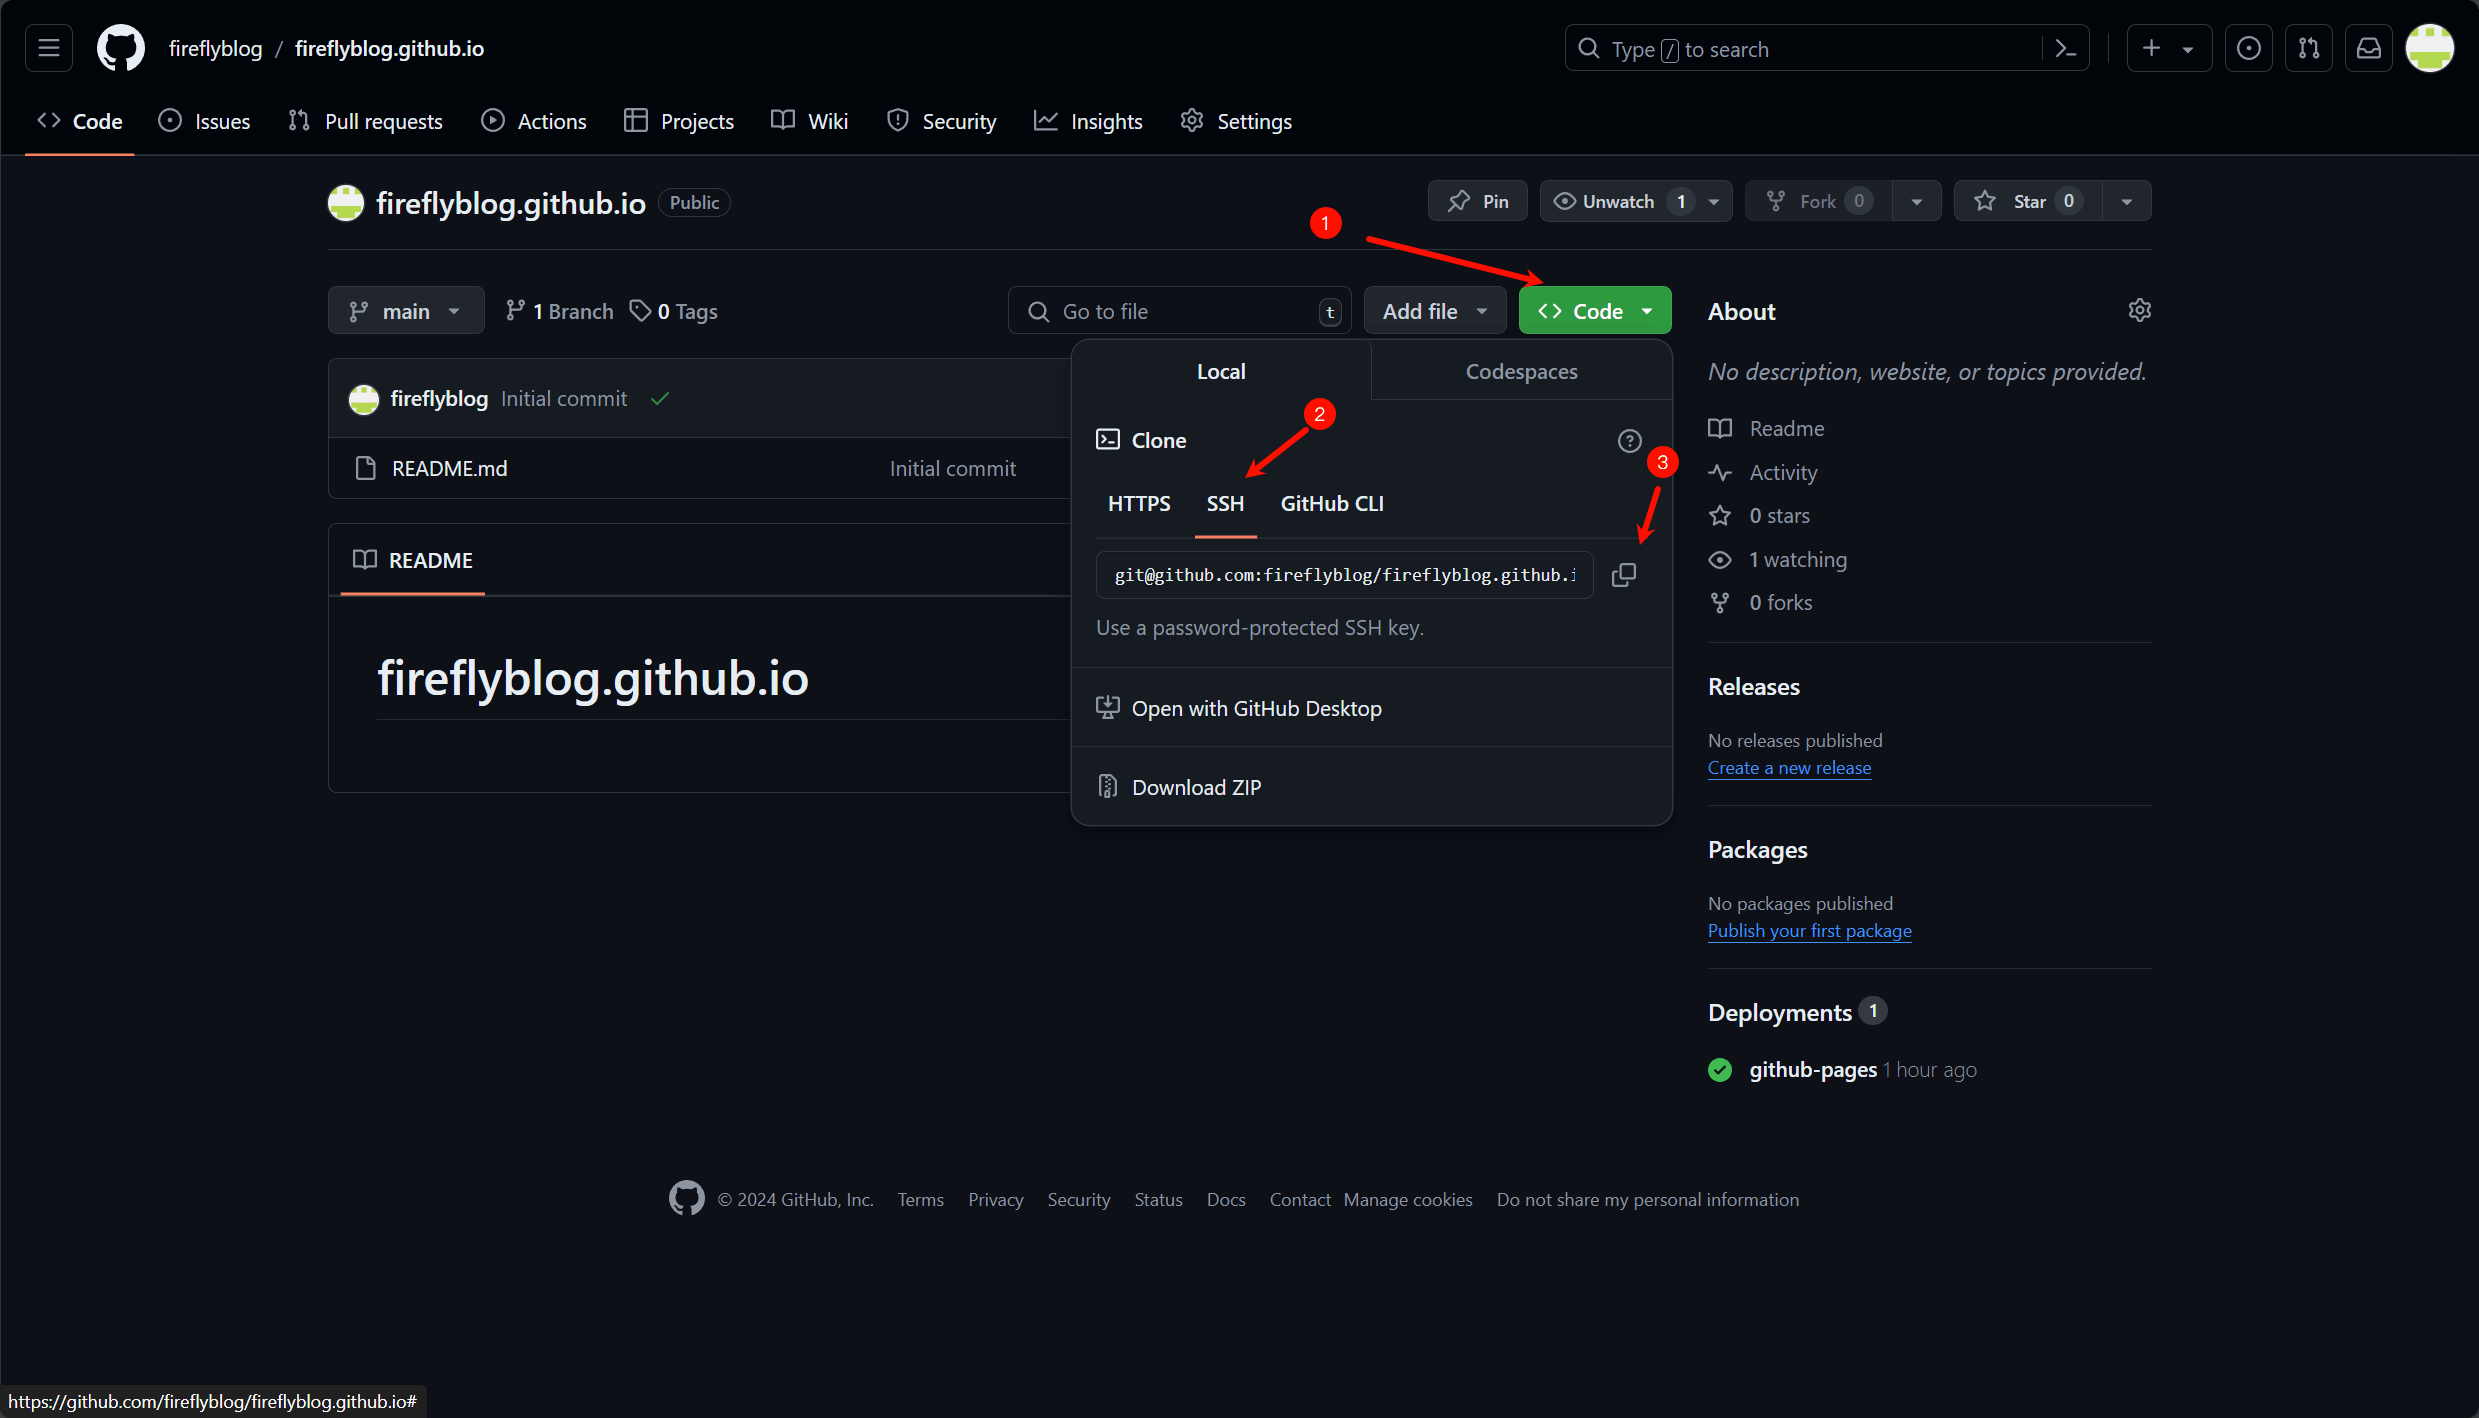 fireflyblog / fireflyblog.github.io
Type / to search
Code Issues Pull requests Actions Projects Wiki Security Insights Settings
fireflyblog.github.io Public
Pin Unwatch 1 Fork 0 Star 0
1
main 1 Branch 0 Tags
Go to file t Add file Code
Local Codespaces
fireflyblog Initial commit
2
Clone
3
README.md Initial commit
HTTPS SSH GitHub CLI
README
git@github.com:fireflyblog/fireflyblog.github.i
Use a password-protected SSH key.
fireflyblog.github.io
Open with GitHub Desktop
Download ZIP
About
No description, website, or topics provided.
Readme
Activity
0 stars
1 watching
0 forks
Releases
No releases published
Create a new release
Packages
No packages published
Publish your first package
Deployments 1
github-pages 1 hour ago
© 2024 GitHub, Inc. Terms Privacy Security Status Docs Contact Manage cookies Do not share my personal information
https://github.com/fireflyblog/fireflyblog.github.io#